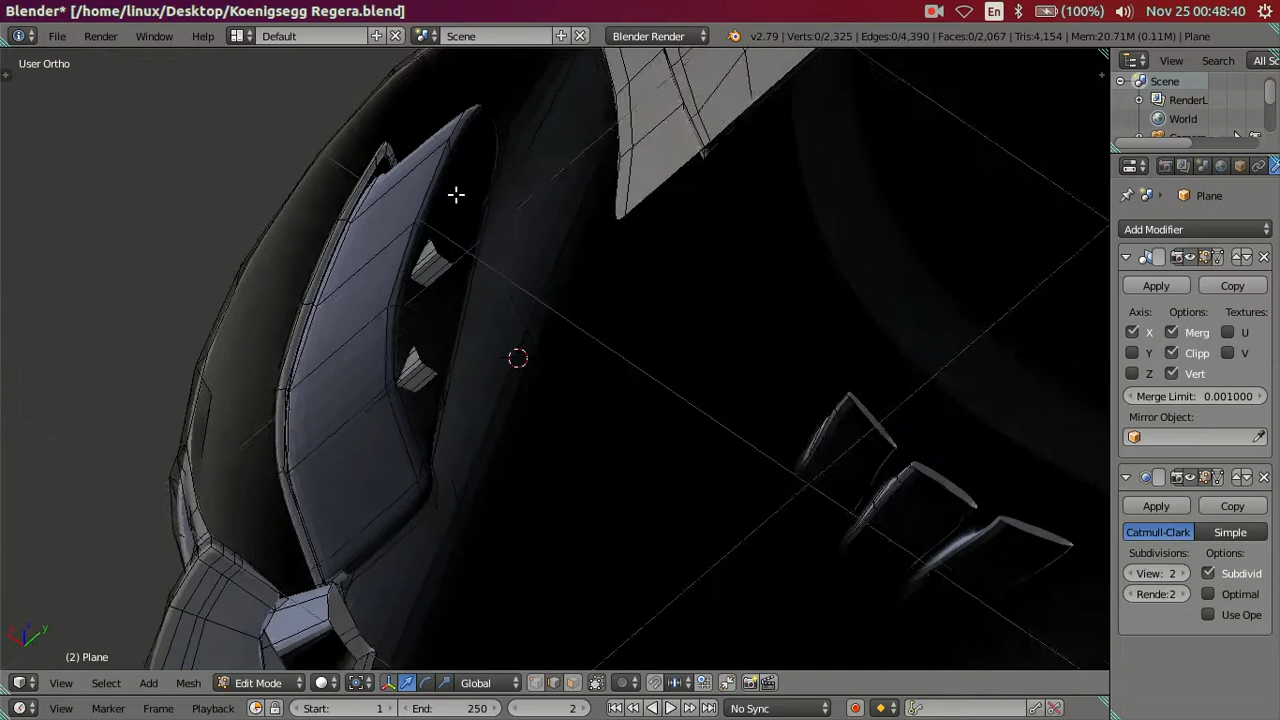 Blender* [/home/linux/Desktop/Koenigsegg Regera.blend]
En (100%) Nov 25 00:48:40
File Render Window Help Default Scene Blender Render v2.79 | Verts:0/2,325 | Edges:0/4,390 | Faces:0/2,067 | Tris:4,154 | Mem:20.71M (0.11M) | Plane
User Ortho
View Search All Sc
Scene
RenderL
World
Plane
Add Modifier
Apply Copy
Axis: Options: Textures:
X Merg U
Y Clipp V
Z Vert
Merge Limit: 0.001000
Mirror Object:
Apply Copy
Catmull-Clark Simple
Subdivisions: Options:
View: 2 Subdivid
Rende:2 Optimal
Use Ope
(2) Plane
View Select Add Mesh Edit Mode Global
View Marker Frame Playback Start: 1 End: 250 2 No Sync